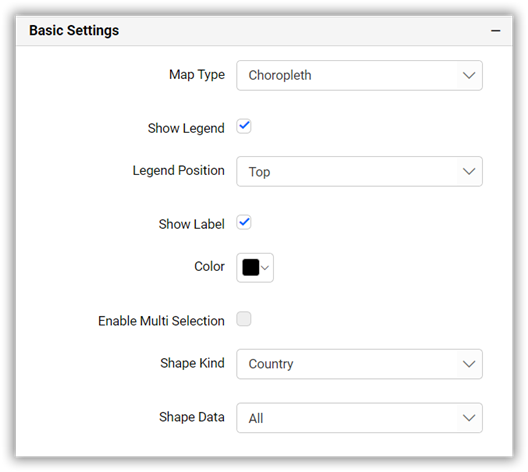 Basic Settings
Map Type Choropleth
Show Legend
Legend Position Top
Show Label
Color
Enable Multi Selection
Shape Kind Country
Shape Data All